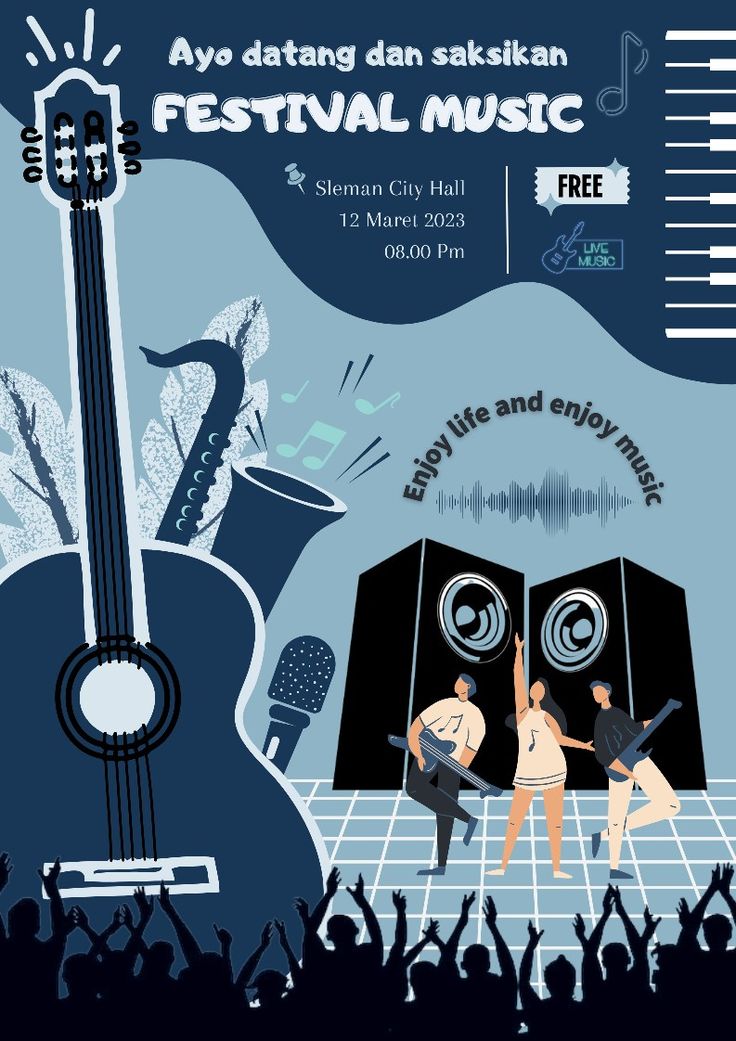 Ayo datang dan saksikan
FESTIVAL MUSIC
Sleman City Hall
12 Maret 2023
08.00 Pm
FREE
LIVE
MUSIC
Enjoy life and enjoy music